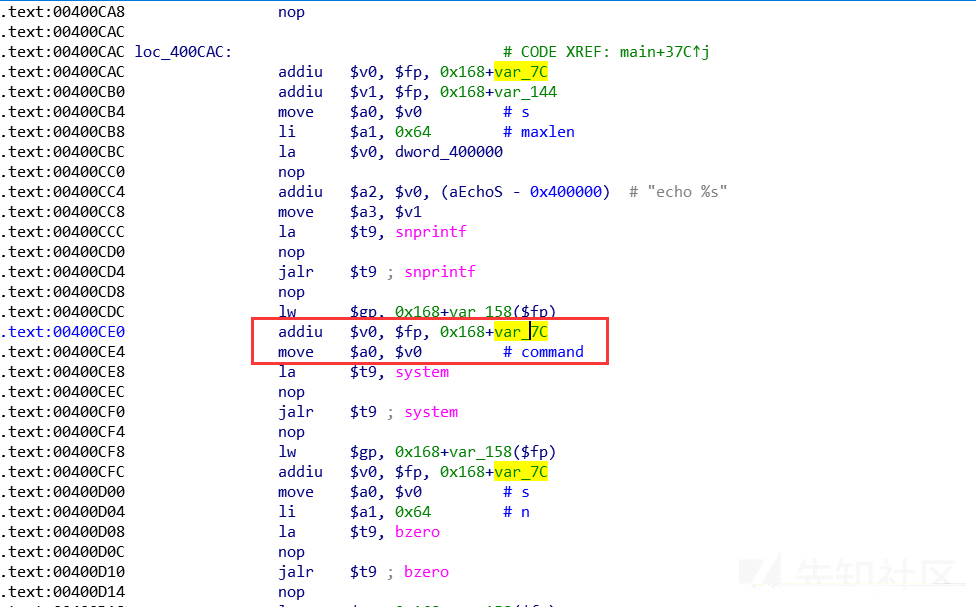 .text:00400CA8 nop
.text:00400CAC
.text:00400CAC loc_400CAC: # CODE XREF: main+37C↑j
.text:00400CAC addiu $v0, $fp, 0x168+var_7C
.text:00400CB0 addiu $v1, $fp, 0x168+var_144
.text:00400CB4 move $a0, $v0 # s
.text:00400CB8 li $a1, 0x64 # maxlen
.text:00400CBC la $v0, dword_400000
.text:00400CC0 nop
.text:00400CC4 addiu $a2, $v0, (aEchoS - 0x400000) # "echo %s"
.text:00400CC8 move $a3, $v1
.text:00400CCC la $t9, snprintf
.text:00400CD0 nop
.text:00400CD4 jalr $t9 ; snprintf
.text:00400CD8 nop
.text:00400CDC lw $gp, 0x168+var_158($fp)
.text:00400CE0 addiu $v0, $fp, 0x168+var_7C
.text:00400CE4 move $a0, $v0 # command
.text:00400CE8 la $t9, system
.text:00400CEC nop
.text:00400CF0 jalr $t9 ; system
.text:00400CF4 nop
.text:00400CF8 lw $gp, 0x168+var_158($fp)
.text:00400CFC addiu $v0, $fp, 0x168+var_7C
.text:00400D00 move $a0, $v0 # s
.text:00400D04 li $a1, 0x64 # n
.text:00400D08 la $t9, bzero
.text:00400D0C nop
.text:00400D10 jalr $t9 ; bzero
.text:00400D14 nop
先知社区